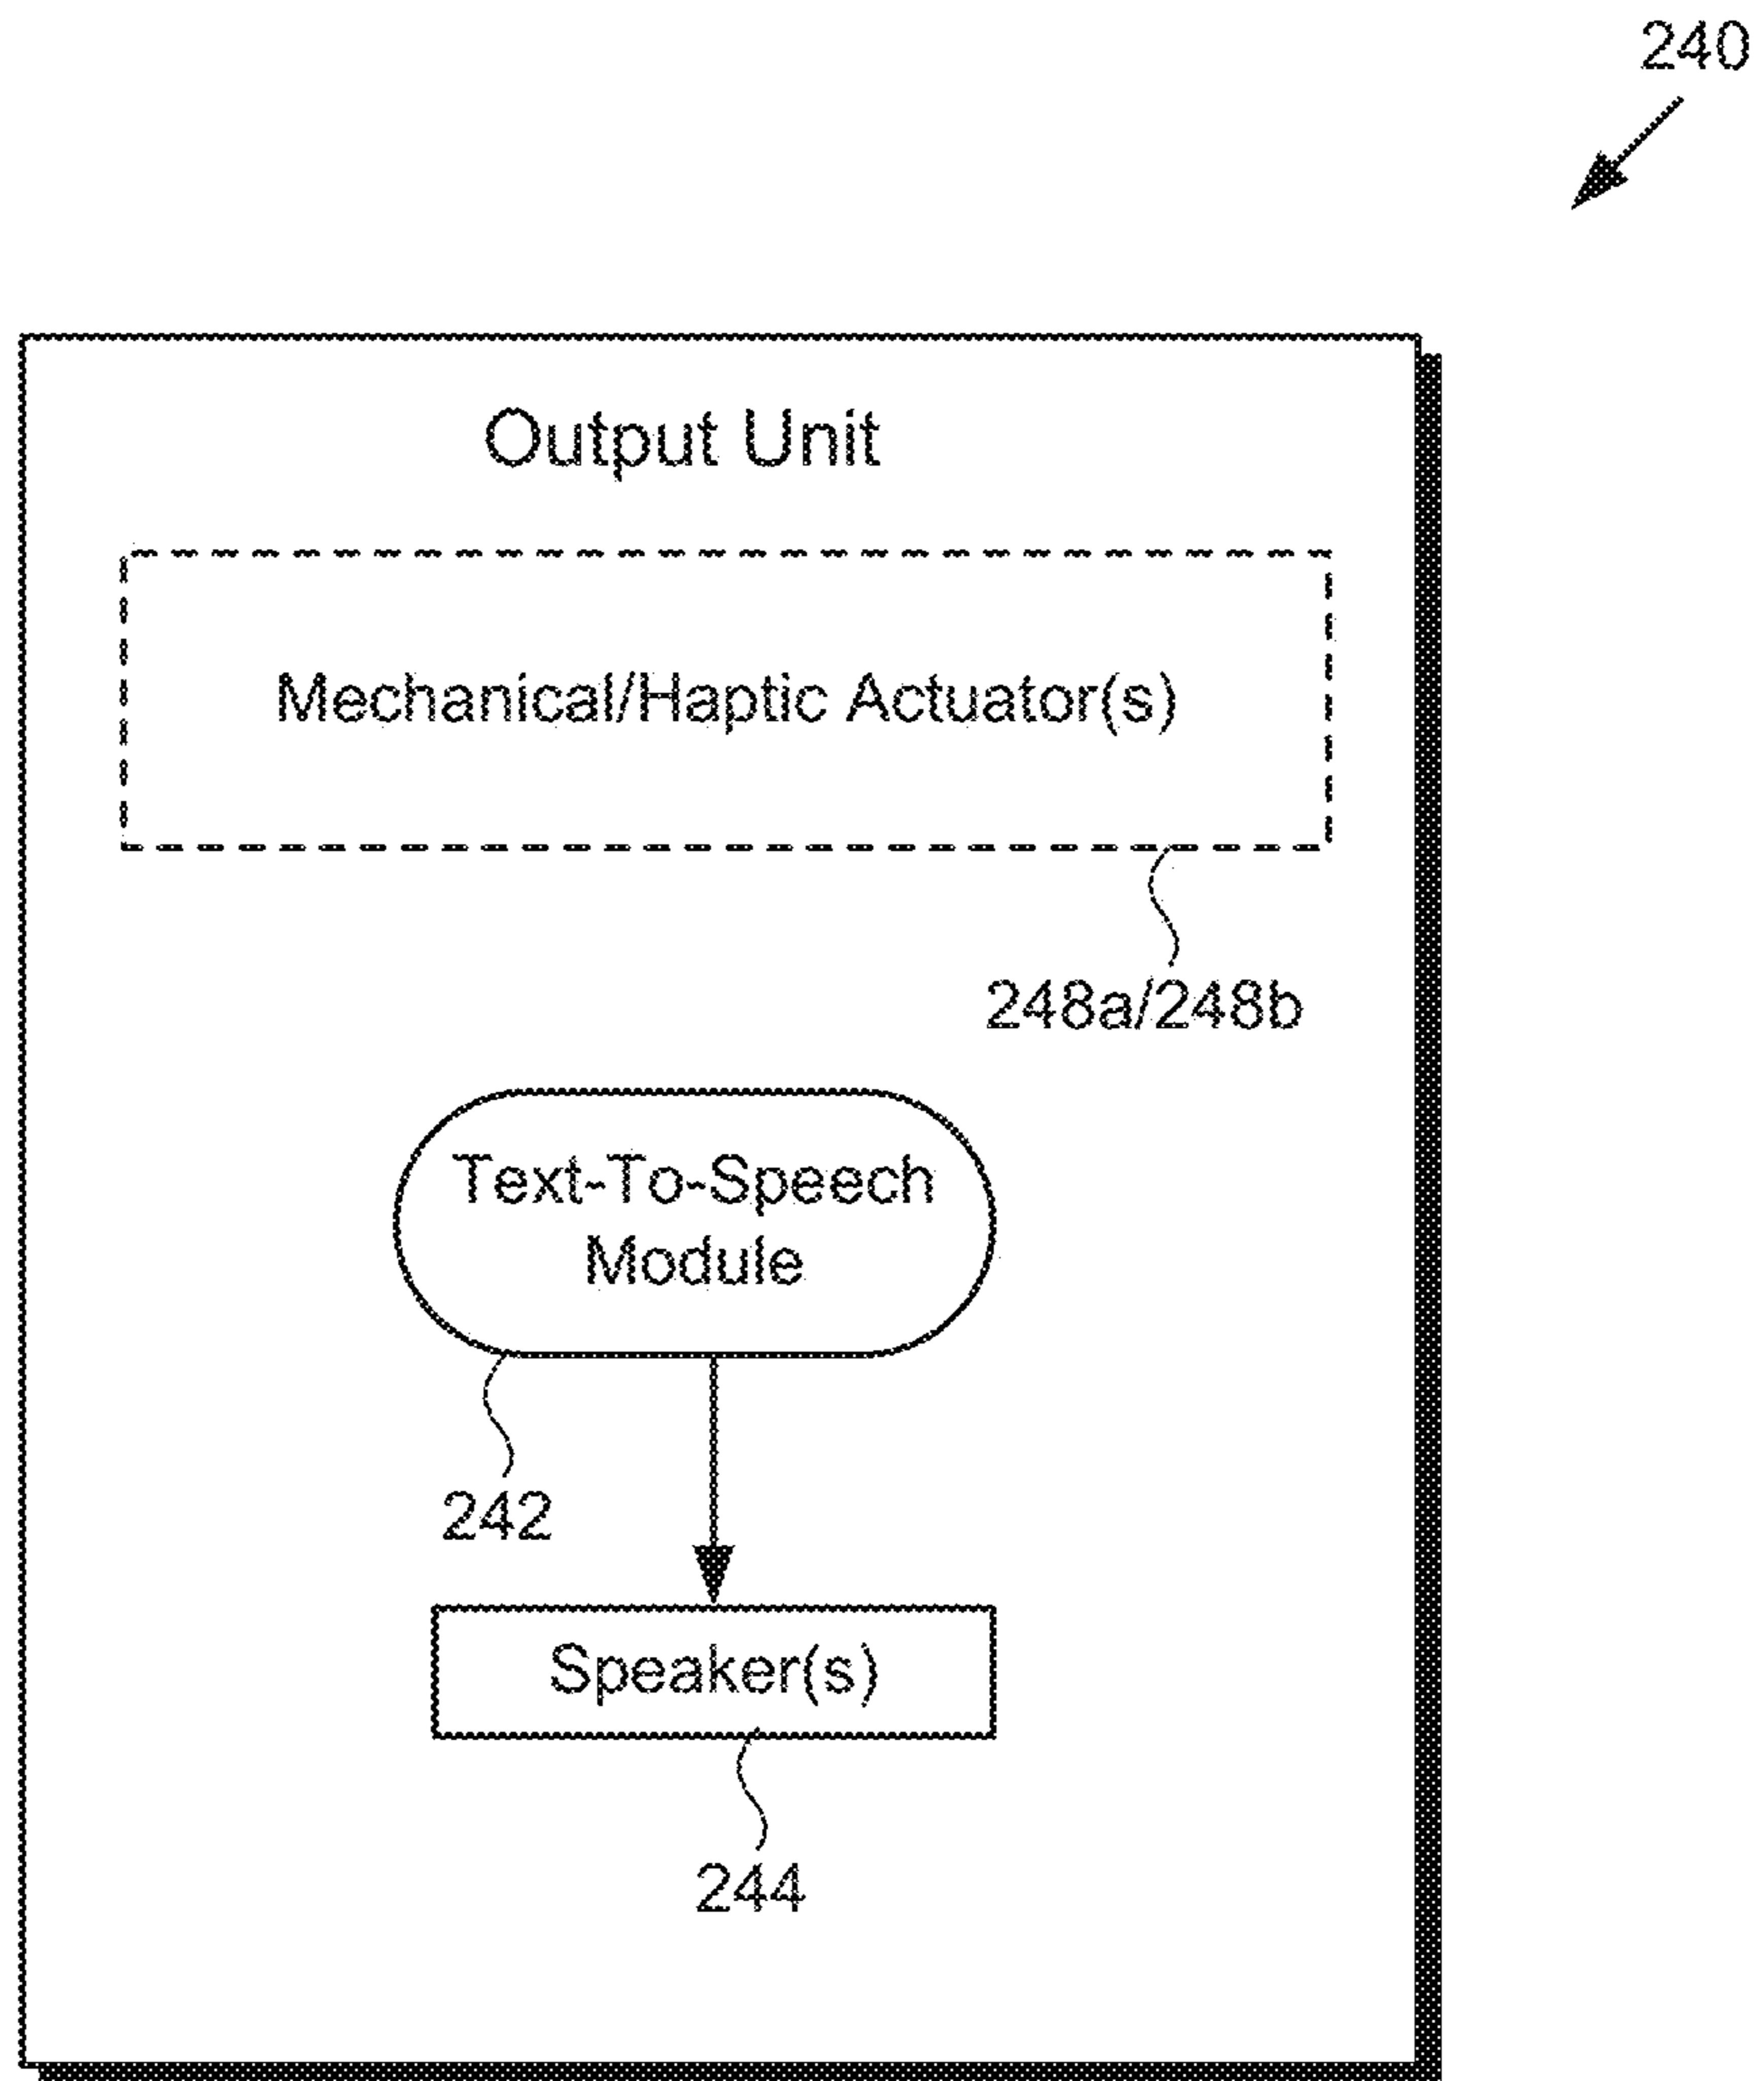 240
Output Unit
Mechanical/Haptic Actuator(s)
248a/248b
Text-To-Speech
Module
242
Speaker(s)
244